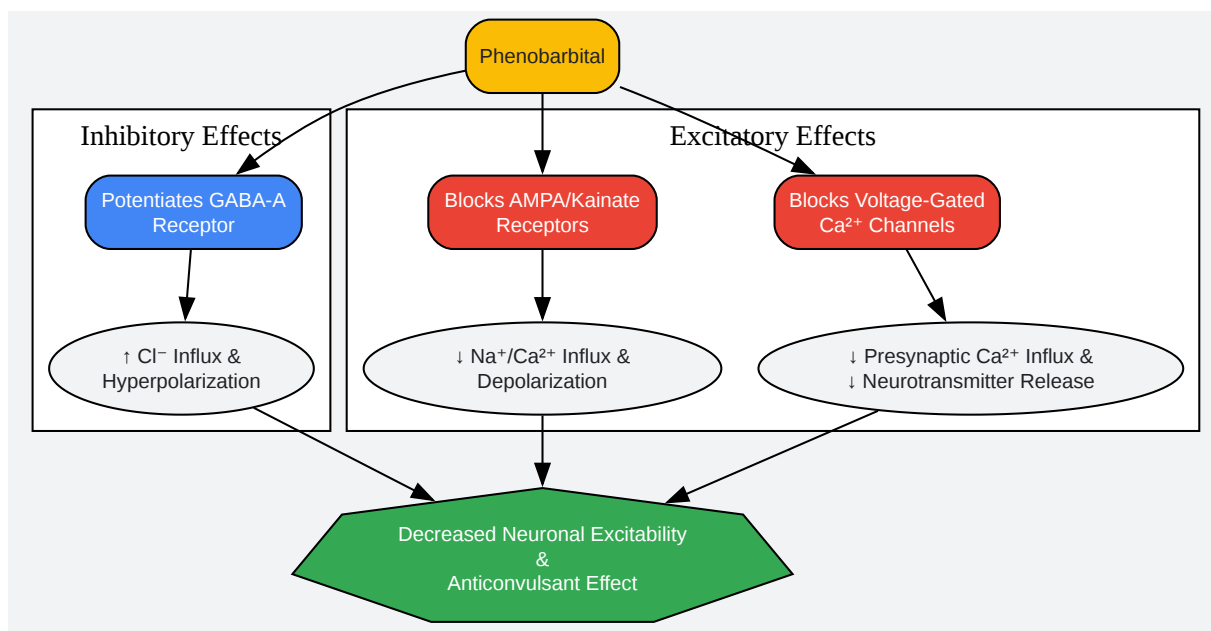 Phenobarbital
Inhibitory Effects
Excitatory Effects
Potentiates GABA-A
Receptor
Blocks AMPA/Kainate
Receptors
Blocks Voltage-Gated
Ca²⁺ Channels
↑ Cl⁻ Influx &
Hyperpolarization
↓ Na⁺/Ca²⁺ Influx &
Depolarization
↓ Presynaptic Ca²⁺ Influx &
↓ Neurotransmitter Release
Decreased Neuronal Excitability
&
Anticonvulsant Effect